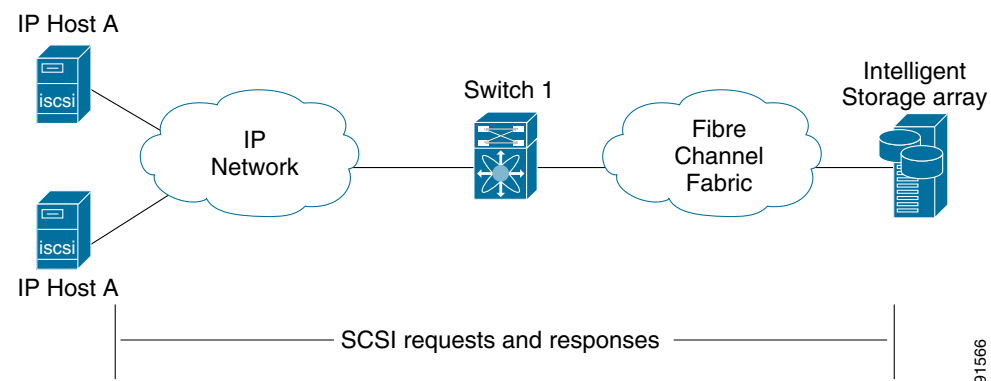 IP Host A
iscsi
IP
Network
Switch 1
Fibre
Channel
Fabric
Intelligent
Storage array
iscsi
IP Host A
SCSI requests and responses
91566